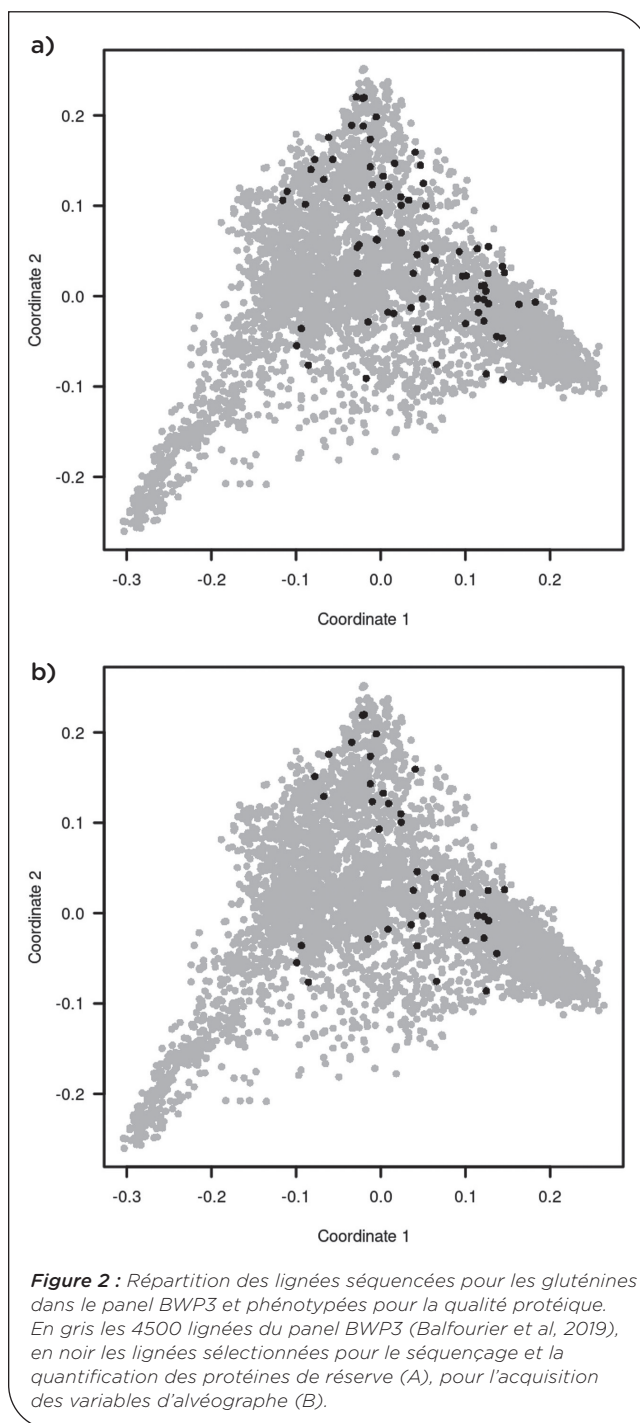 a)
0.2
0.1
0.0
-0.1
-0.2
Coordinate 2
-0.3 -0.2 -0.1 0.0 0.1 0.2
Coordinate 1
b)
0.2
0.1
0.0
-0.1
-0.2
Coordinate 2
-0.3 -0.2 -0.1 0.0 0.1 0.2
Coordinate 1
Figure 2 : Répartition des lignées séquencées pour les gluténines
dans le panel BWP3 et phénotypées pour la qualité protéique.
En gris les 4500 lignées du panel BWP3 (Balfourier et al, 2019),
en noir les lignées sélectionnées pour le séquençage et la
quantification des protéines de réserve (A), pour l'acquisition
des variables d'alvéographe (B).